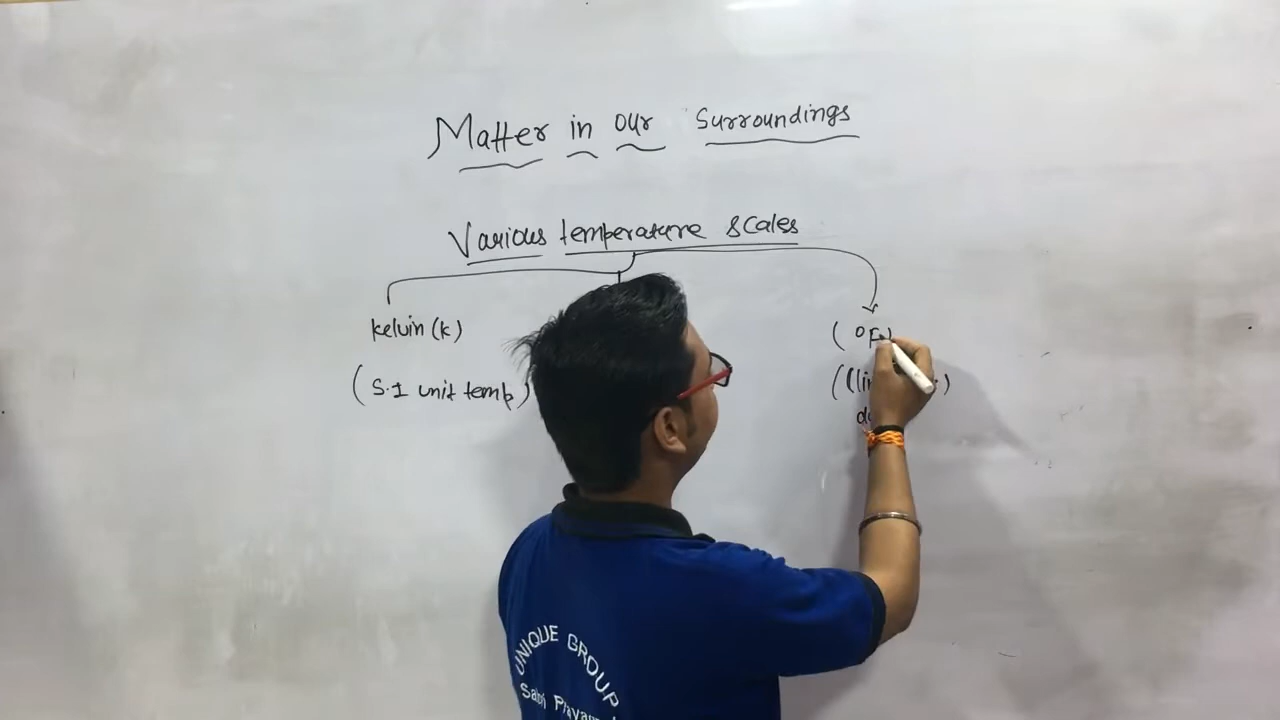 Matter in our Surroundings
Various temperature scales
kelvin (k)
(S.I unit temp)
(°F)
UNIQUE GROUP